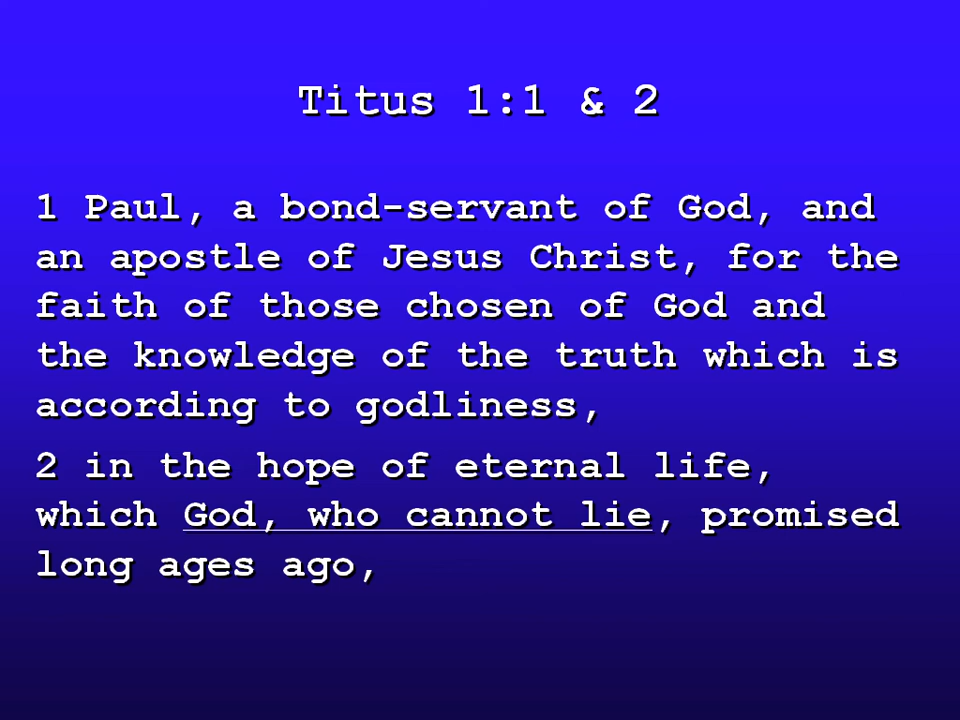 Titus 1:1 & 2
1 Paul, a bond-servant of God, and
an apostle of Jesus Christ, for the
faith of those chosen of God and
the knowledge of the truth which is
according to godliness,
2 in the hope of eternal life,
which God, who cannot lie, promised
long ages ago,